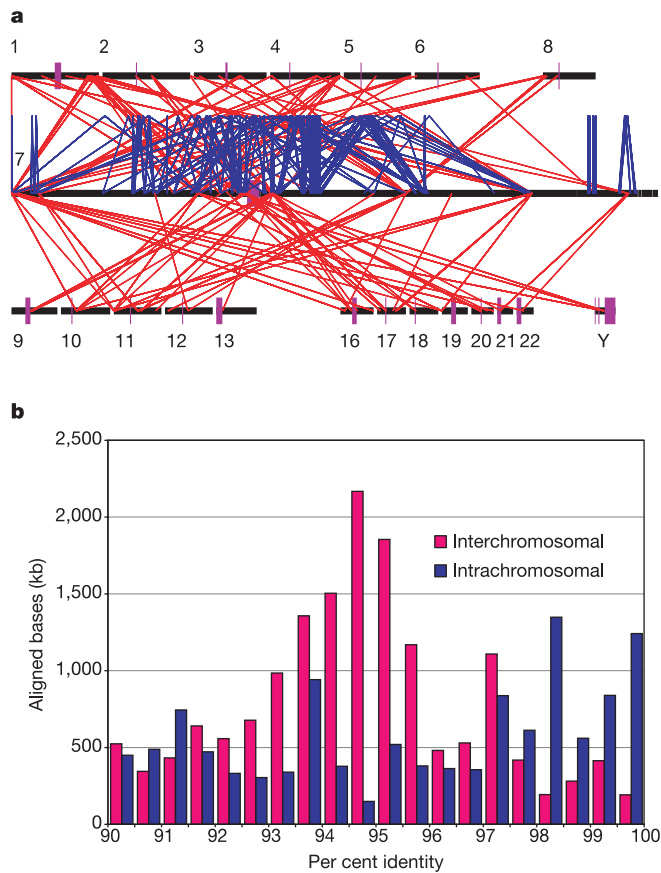 a
1 2 3 4 5 6 8
7
9 10 11 12 13 16 17 18 19 20 21 22 Y
b
2,500
2,000
1,500
1,000
500
0
Aligned bases (kb)
Interchromosomal
Intrachromosomal
90 91 92 93 94 95 96 97 98 99 100
Per cent identity